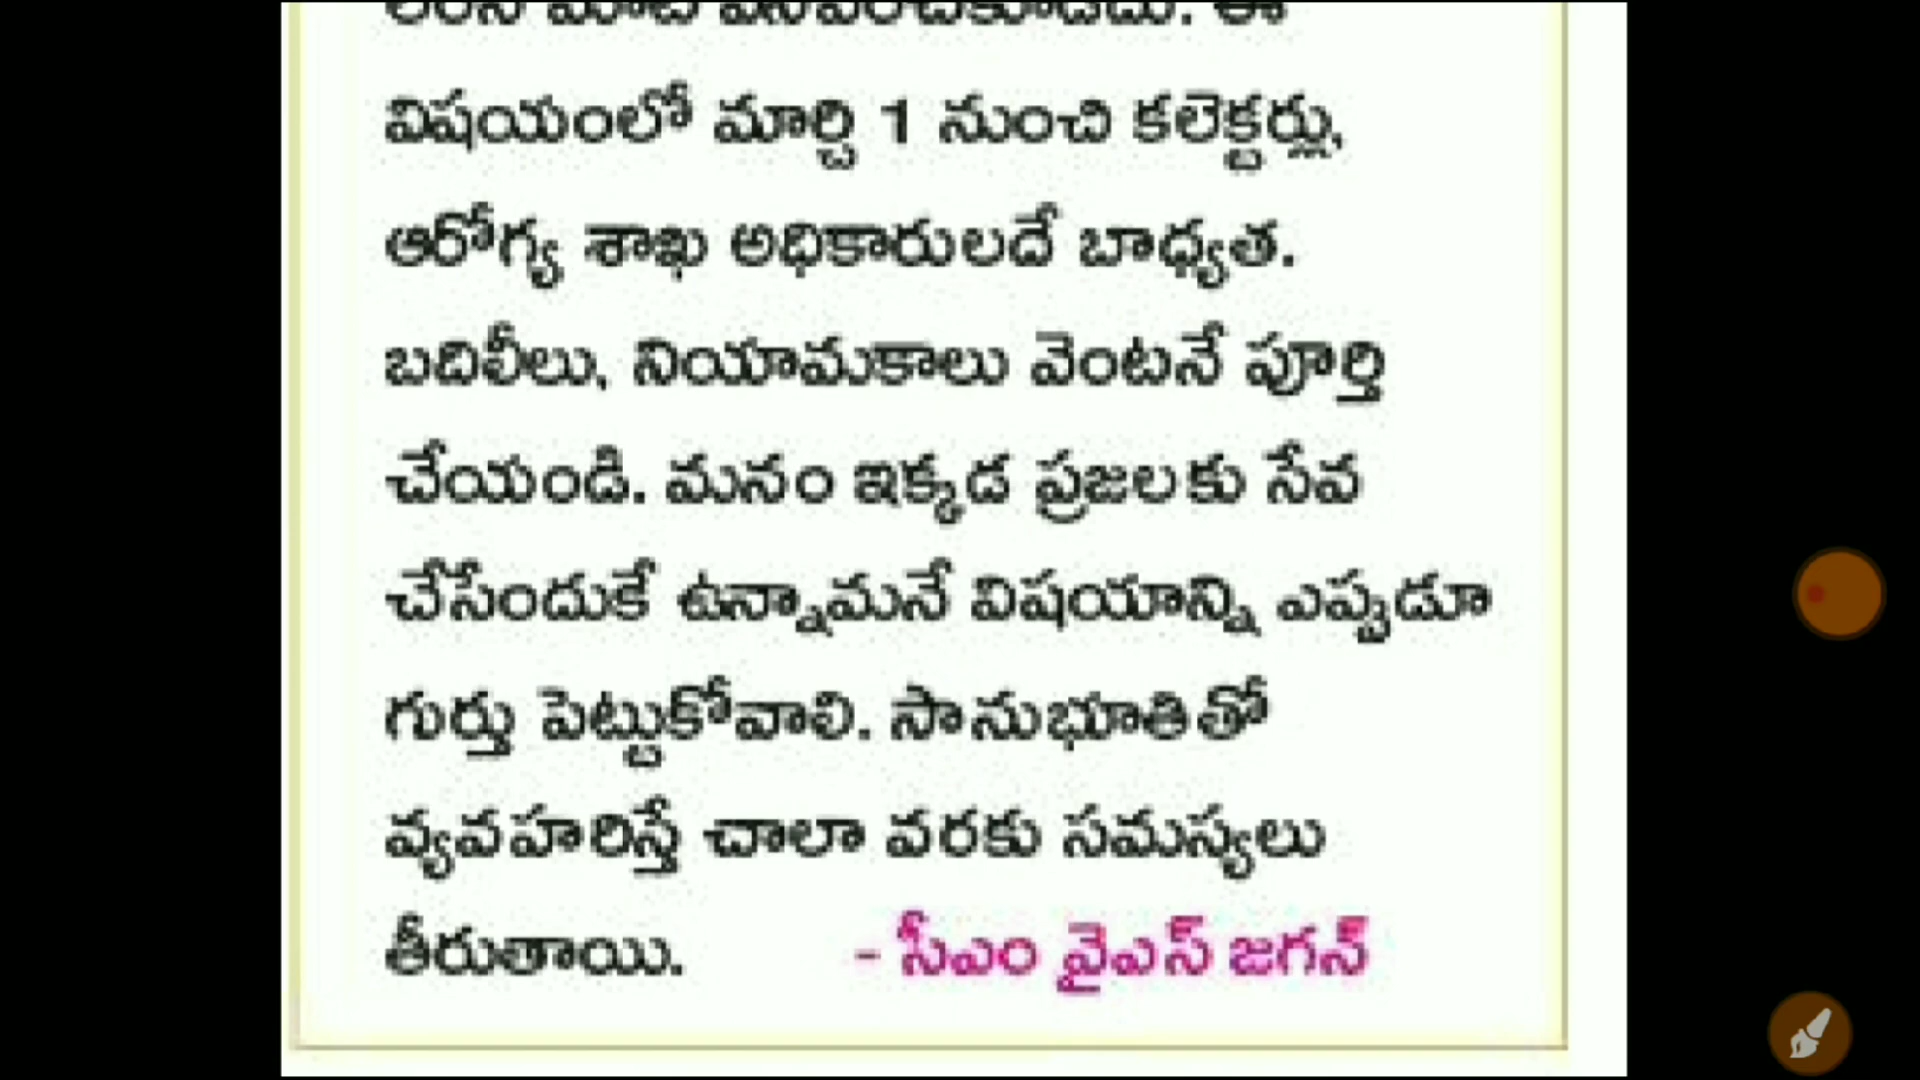 విషయంలో మార్చి 1 నుంచి కలెక్టర్లు,
ఆరోగ్య శాఖ అధికారులదే బాధ్యత.
బదిలీలు, నియామకాలు వెంటనే పూర్తి
చేయండి. మనం ఇక్కడ ప్రజలకు సేవ
చేసేందుకే ఉన్నామనే విషయాన్ని ఎప్పుడూ
గుర్తు పెట్టుకోవాలి. సానుభూతితో
వ్యవహరిస్తే చాలా వరకు సమస్యలు
తీరుతాయి. - సీఎం వైఎస్ జగన్